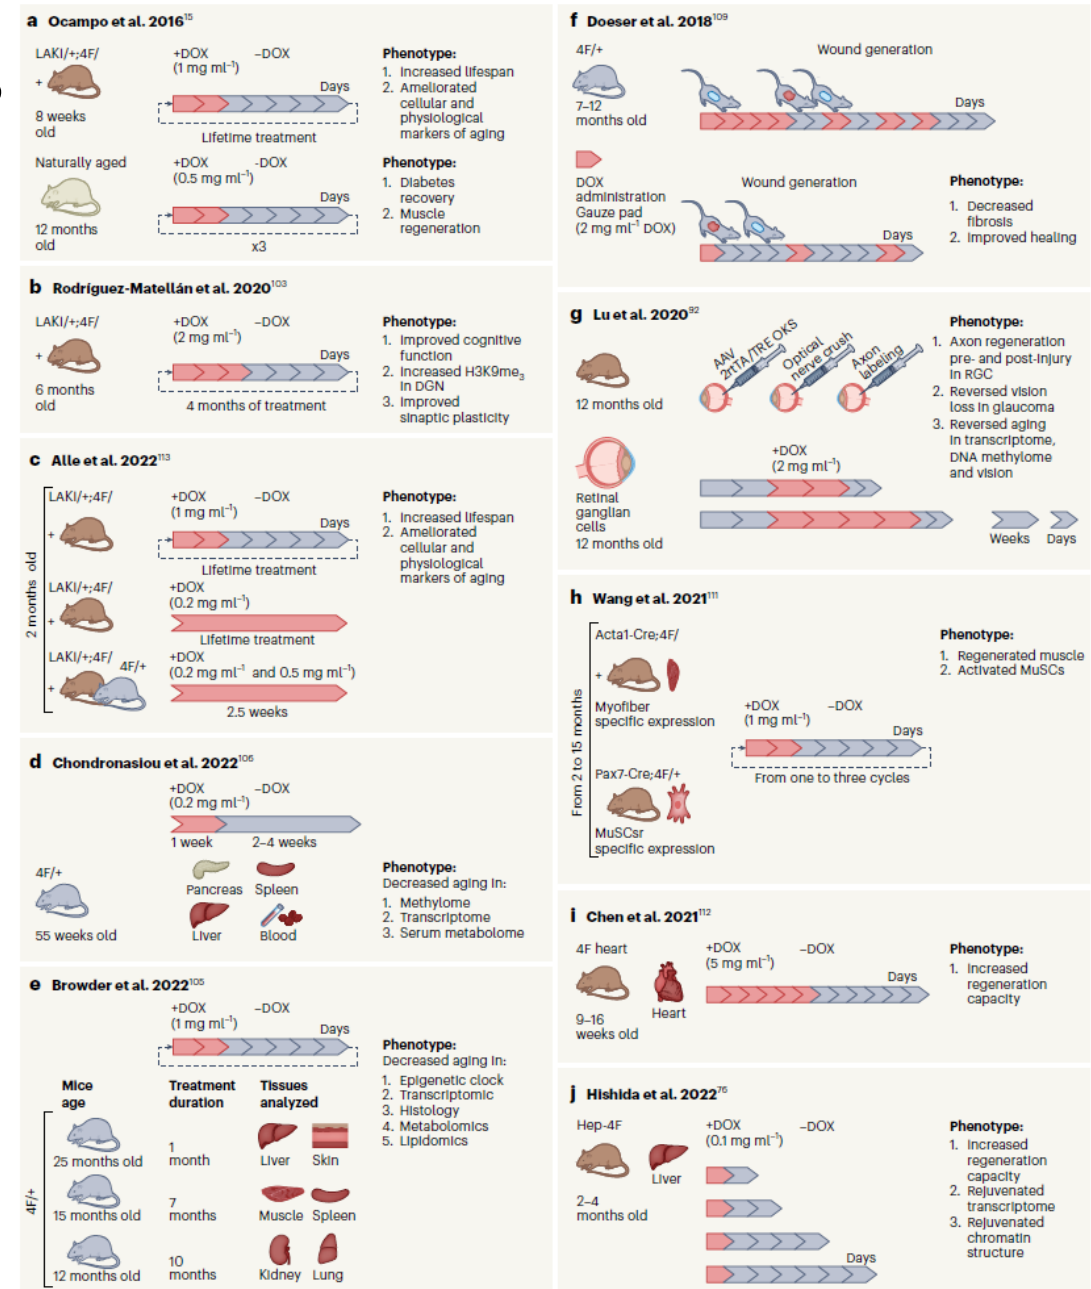 a Ocampo et al. 2016¹⁵
LAKI/+;4F/
+
8 weeks
old
+DOX
(1 mg ml⁻¹)
−DOX
Days
Lifetime treatment
Phenotype:
1. Increased lifespan
2. Ameliorated
cellular and
physiological
markers of aging
Naturally aged
12 months
old
+DOX
(0.5 mg ml⁻¹)
-DOX
x3
Phenotype:
1. Diabetes
recovery
2. Muscle
regeneration
b Rodríguez-Matellán et al. 2020¹⁰³
LAKI/+;4F/
+
6 months
old
+DOX
(2 mg ml⁻¹)
−DOX
Days
4 months of treatment
Phenotype:
1. Improved cognitive
function
2. Increased H3K9me₃
in DGN
3. Improved
sinaptic plasticity
c Alle et al. 2022¹¹³
2 months old
LAKI/+;4F/
+
+DOX
(1 mg ml⁻¹)
−DOX
Days
Lifetime treatment
LAKI/+;4F/
+
+DOX
(0.2 mg ml⁻¹)
Lifetime treatment
LAKI/+;4F/
4F/+
+
+DOX
(0.2 mg ml⁻¹ and 0.5 mg ml⁻¹)
2.5 weeks
Phenotype:
1. Increased lifespan
2. Ameliorated
cellular and
physiological
markers of aging
d Chondronasiou et al. 2022¹⁰⁶
+DOX
(0.2 mg ml⁻¹)
−DOX
1 week
2–4 weeks
4F/+
55 weeks old
Pancreas Spleen
Liver Blood
Phenotype:
Decreased aging in:
1. Methylome
2. Transcriptome
3. Serum metabolome
e Browder et al. 2022¹⁰⁵
+DOX
(1 mg ml⁻¹)
−DOX
Days
Mice
age
Treatment
duration
Tissues
analyzed
4F/+
25 months old
1
month
Liver Skin
15 months old
7
months
Muscle Spleen
12 months old
10
months
Kidney Lung
Phenotype:
Decreased aging in:
1. Epigenetic clock
2. Transcriptomic
3. Histology
4. Metabolomics
5. Lipidomics
f Doeser et al. 2018¹⁰⁹
4F/+
7–12
months old
Wound generation
Days
DOX
administration
Gauze pad
(2 mg ml⁻¹ DOX)
Wound generation
Days
Phenotype:
1. Decreased
fibrosis
2. Improved healing
g Lu et al. 2020⁹²
12 months old
AAV/
2rtTA/TRE OKS
Optical
nerve crush
Axon
labeling
Retinal
ganglian
cells
12 months old
+DOX
(2 mg ml⁻¹)
Weeks Days
Phenotype:
1. Axon regeneration
pre- and post-injury
in RGC
2. Reversed vision
loss in glaucoma
3. Reversed aging
in transcriptome,
DNA methylome
and vision
h Wang et al. 2021¹¹¹
From 2 to 15 months
Acta1-Cre;4F/
+
Myofiber
specific expression
Pax7-Cre;4F/+
MuSCsr
specific expression
+DOX
(1 mg ml⁻¹)
−DOX
Days
From one to three cycles
Phenotype:
1. Regenerated muscle
2. Activated MuSCs
i Chen et al. 2021¹¹²
4F heart
9–16
weeks old
Heart
+DOX
(5 mg ml⁻¹)
−DOX
Days
Phenotype:
1. Increased
regeneration
capacity
j Hishida et al. 2022⁷⁶
Hep-4F
2–4
months old
Liver
+DOX
(0.1 mg ml⁻¹)
−DOX
Days
Phenotype:
1. Increased
regeneration
capacity
2. Rejuvenated
transcriptome
3. Rejuvenated
chromatin
structure